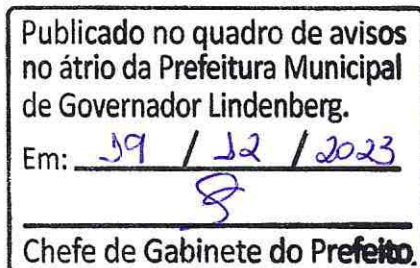 Publicado no quadro de avisos
no átrio da Prefeitura Municipal
de Governador Lindenberg.
Em: 19 / 12 / 2023
Chefe de Gabinete do Prefeito.